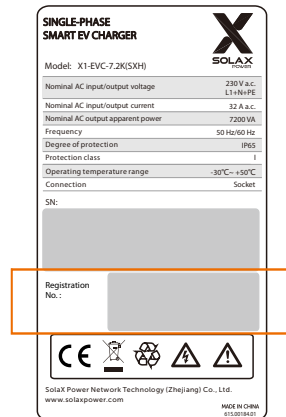 SINGLE-PHASE
SMART EV CHARGER
SOLAX
POWER
Model: X1-EVC-7.2K(SXH)
Nominal AC input/output voltage 230 V a.c.
L1+N+PE
Nominal AC input/output current 32 A a.c.
Nominal AC output apparent power 7200 VA
Frequency 50 Hz/60 Hz
Degree of protection IP65
Protection class I
Operating temperature range -30℃~ +50℃
Connection Socket
SN:
Registration
No. :
CE
SolaX Power Network Technology (Zhejiang) Co., Ltd.
www.solaxpower.com
MADE IN CHINA
615.00184.01